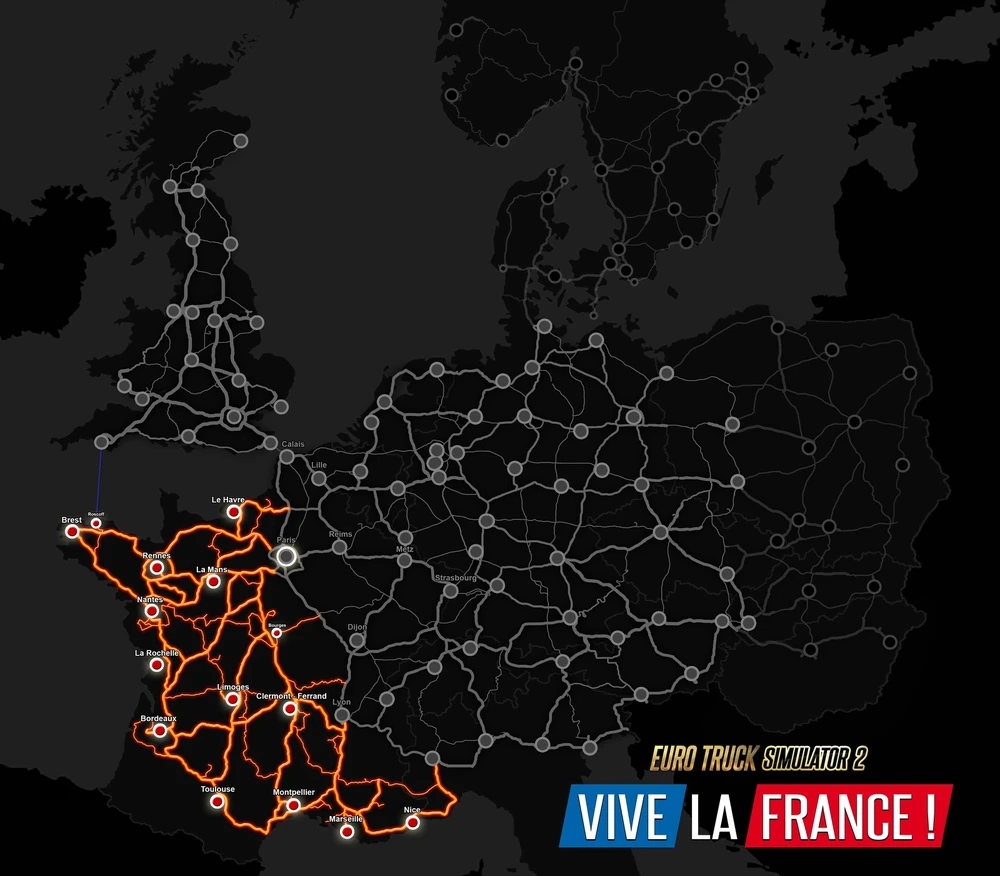 Calais
Lille
Le Havre
Roscoff
Brest
Reims
Paris
Metz
Rennes
La Mans
Strasbourg
Nantes
Bourges
Dijon
La Rochelle
Limoges
Clermont - Ferrand
Lyon
Bordeaux
EURO TRUCK SIMULATOR 2
Toulouse
Montpellier
Nice
Marseille
VIVE LA FRANCE !